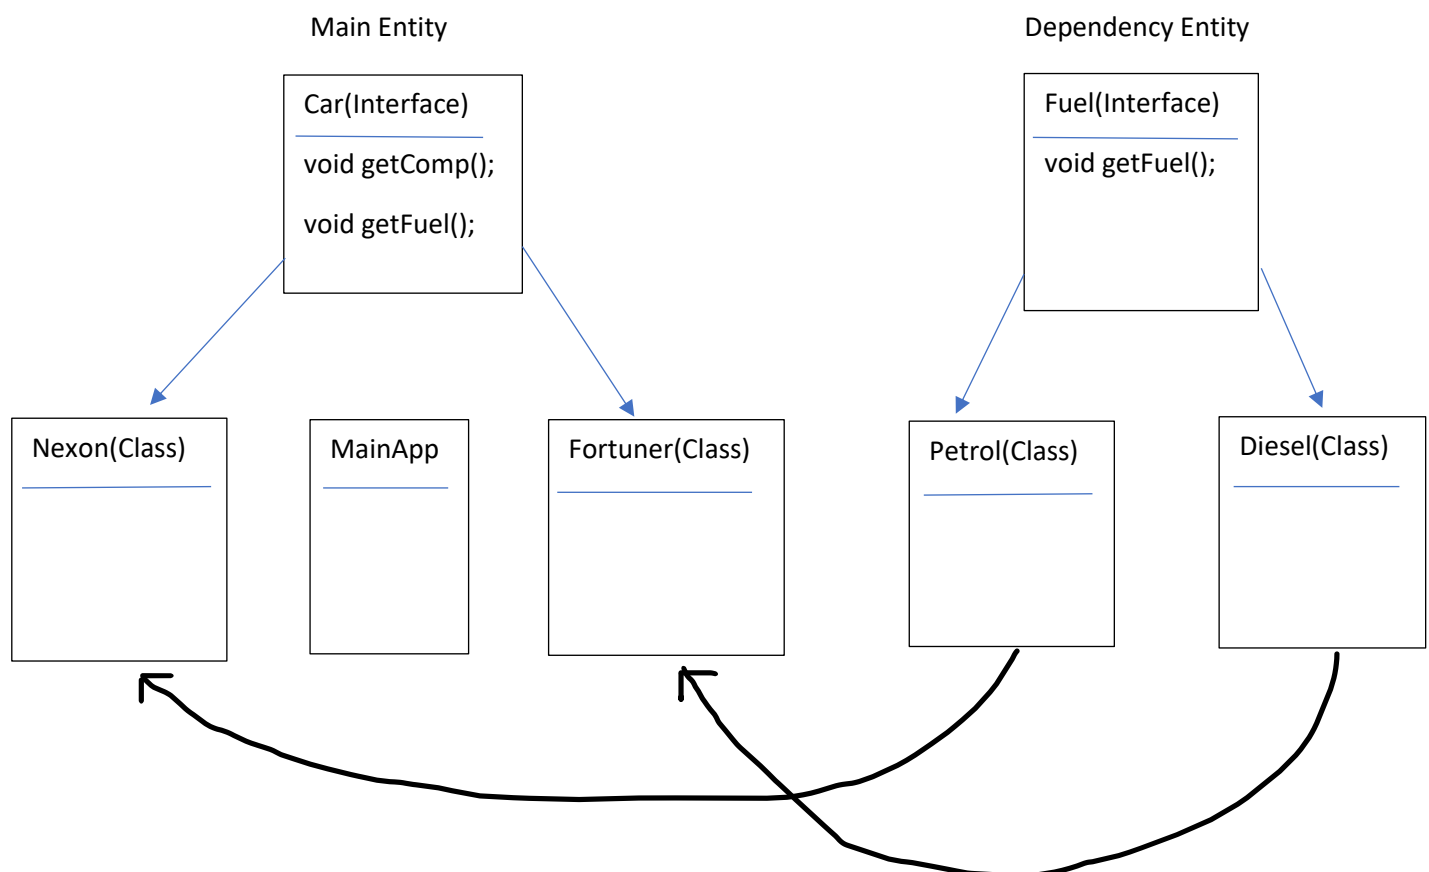 Main Entity
Dependency Entity
Car(Interface)
void getComp();
void getFuel();
Fuel(Interface)
void getFuel();
Nexon(Class)
MainApp
Fortuner(Class)
Petrol(Class)
Diesel(Class)